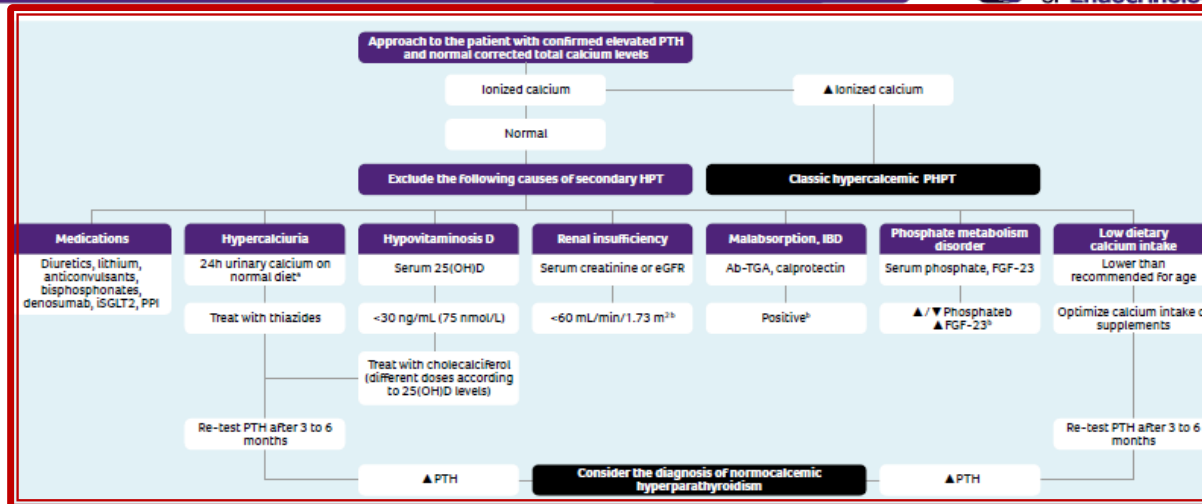 Approach to the patient with confirmed elevated PTH
and normal corrected total calcium levels
Ionized calcium
▲ Ionized calcium
Normal
Exclude the following causes of secondary HPT
Classic hypercalcemic PHPT
Medications
Diuretics, lithium,
anticonvulsants,
bisphosphonates,
denosumab, iSGLT2, PPI
Hypercalciuria
24h urinary calcium on
normal dietª
Treat with thiazides
Hypovitaminosis D
Serum 25(OH)D
<30 ng/mL (75 nmol/L)
Treat with cholecalciferol
(different doses according
to 25(OH)D levels)
Renal insufficiency
Serum creatinine or eGFR
<60 mL/min/1.73 m²ᵇ
Malabsorption, IBD
Ab-TGA, calprotectin
Positiveᵇ
Phosphate metabolism
disorder
Serum phosphate, FGF-23
▲/▼ Phosphateb
▲ FGF-23ᵇ
Low dietary
calcium intake
Lower than
recommended for age
Optimize calcium intake
supplements
Re-test PTH after 3 to 6
months
Re-test PTH after 3 to 6
months
▲ PTH
Consider the diagnosis of normocalcemic
hyperparathyroidism
▲ PTH